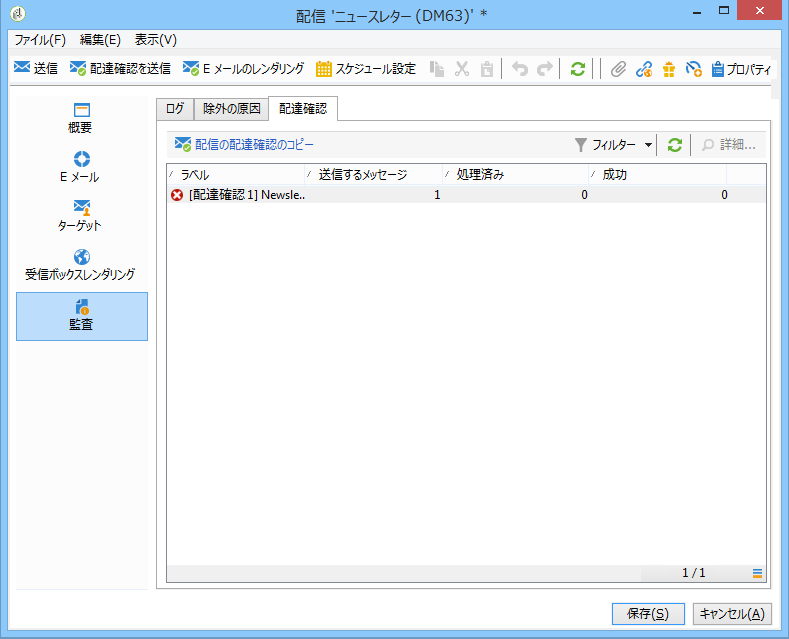 配信 'ニュースレター (DM63)' *
ファイル(F) 編集(E) 表示(V)
送信 配達確認を送信 E メールのレンダリング スケジュール設定 プロパティ
概要
E メール
ターゲット
受信ボックスレンダリング
監査
ログ 除外の原因 配達確認
配信の配達確認のコピー フィルター 詳細...
ラベル 送信するメッセージ 処理済み 成功
[配達確認 1] Newsle.. 1 0 0
1 / 1
保存(S) キャンセル(A)